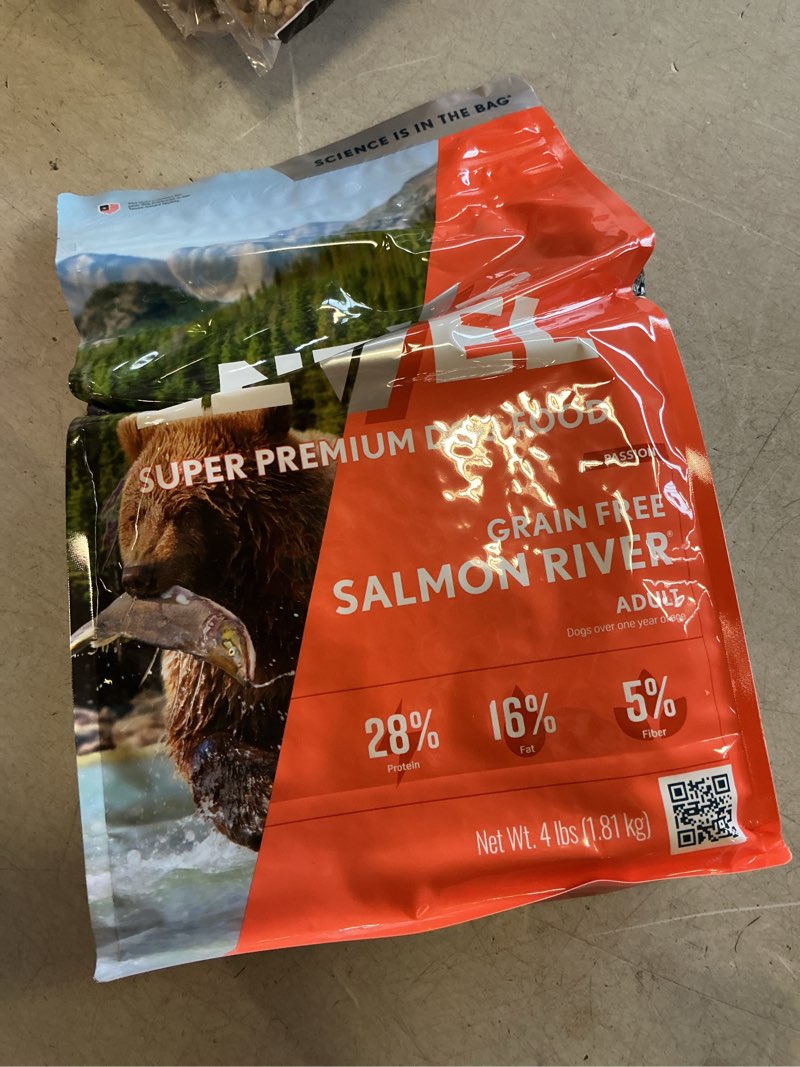 SCIENCE IS IN THE BAG®
SUPER PREMIUM DOG FOOD
PASSION
GRAIN FREE
SALMON RIVER®
ADULT
Dogs over one year of age
28%
Protein
16%
Fat
5%
Fiber
Net Wt. 4 lbs (1.81 kg)